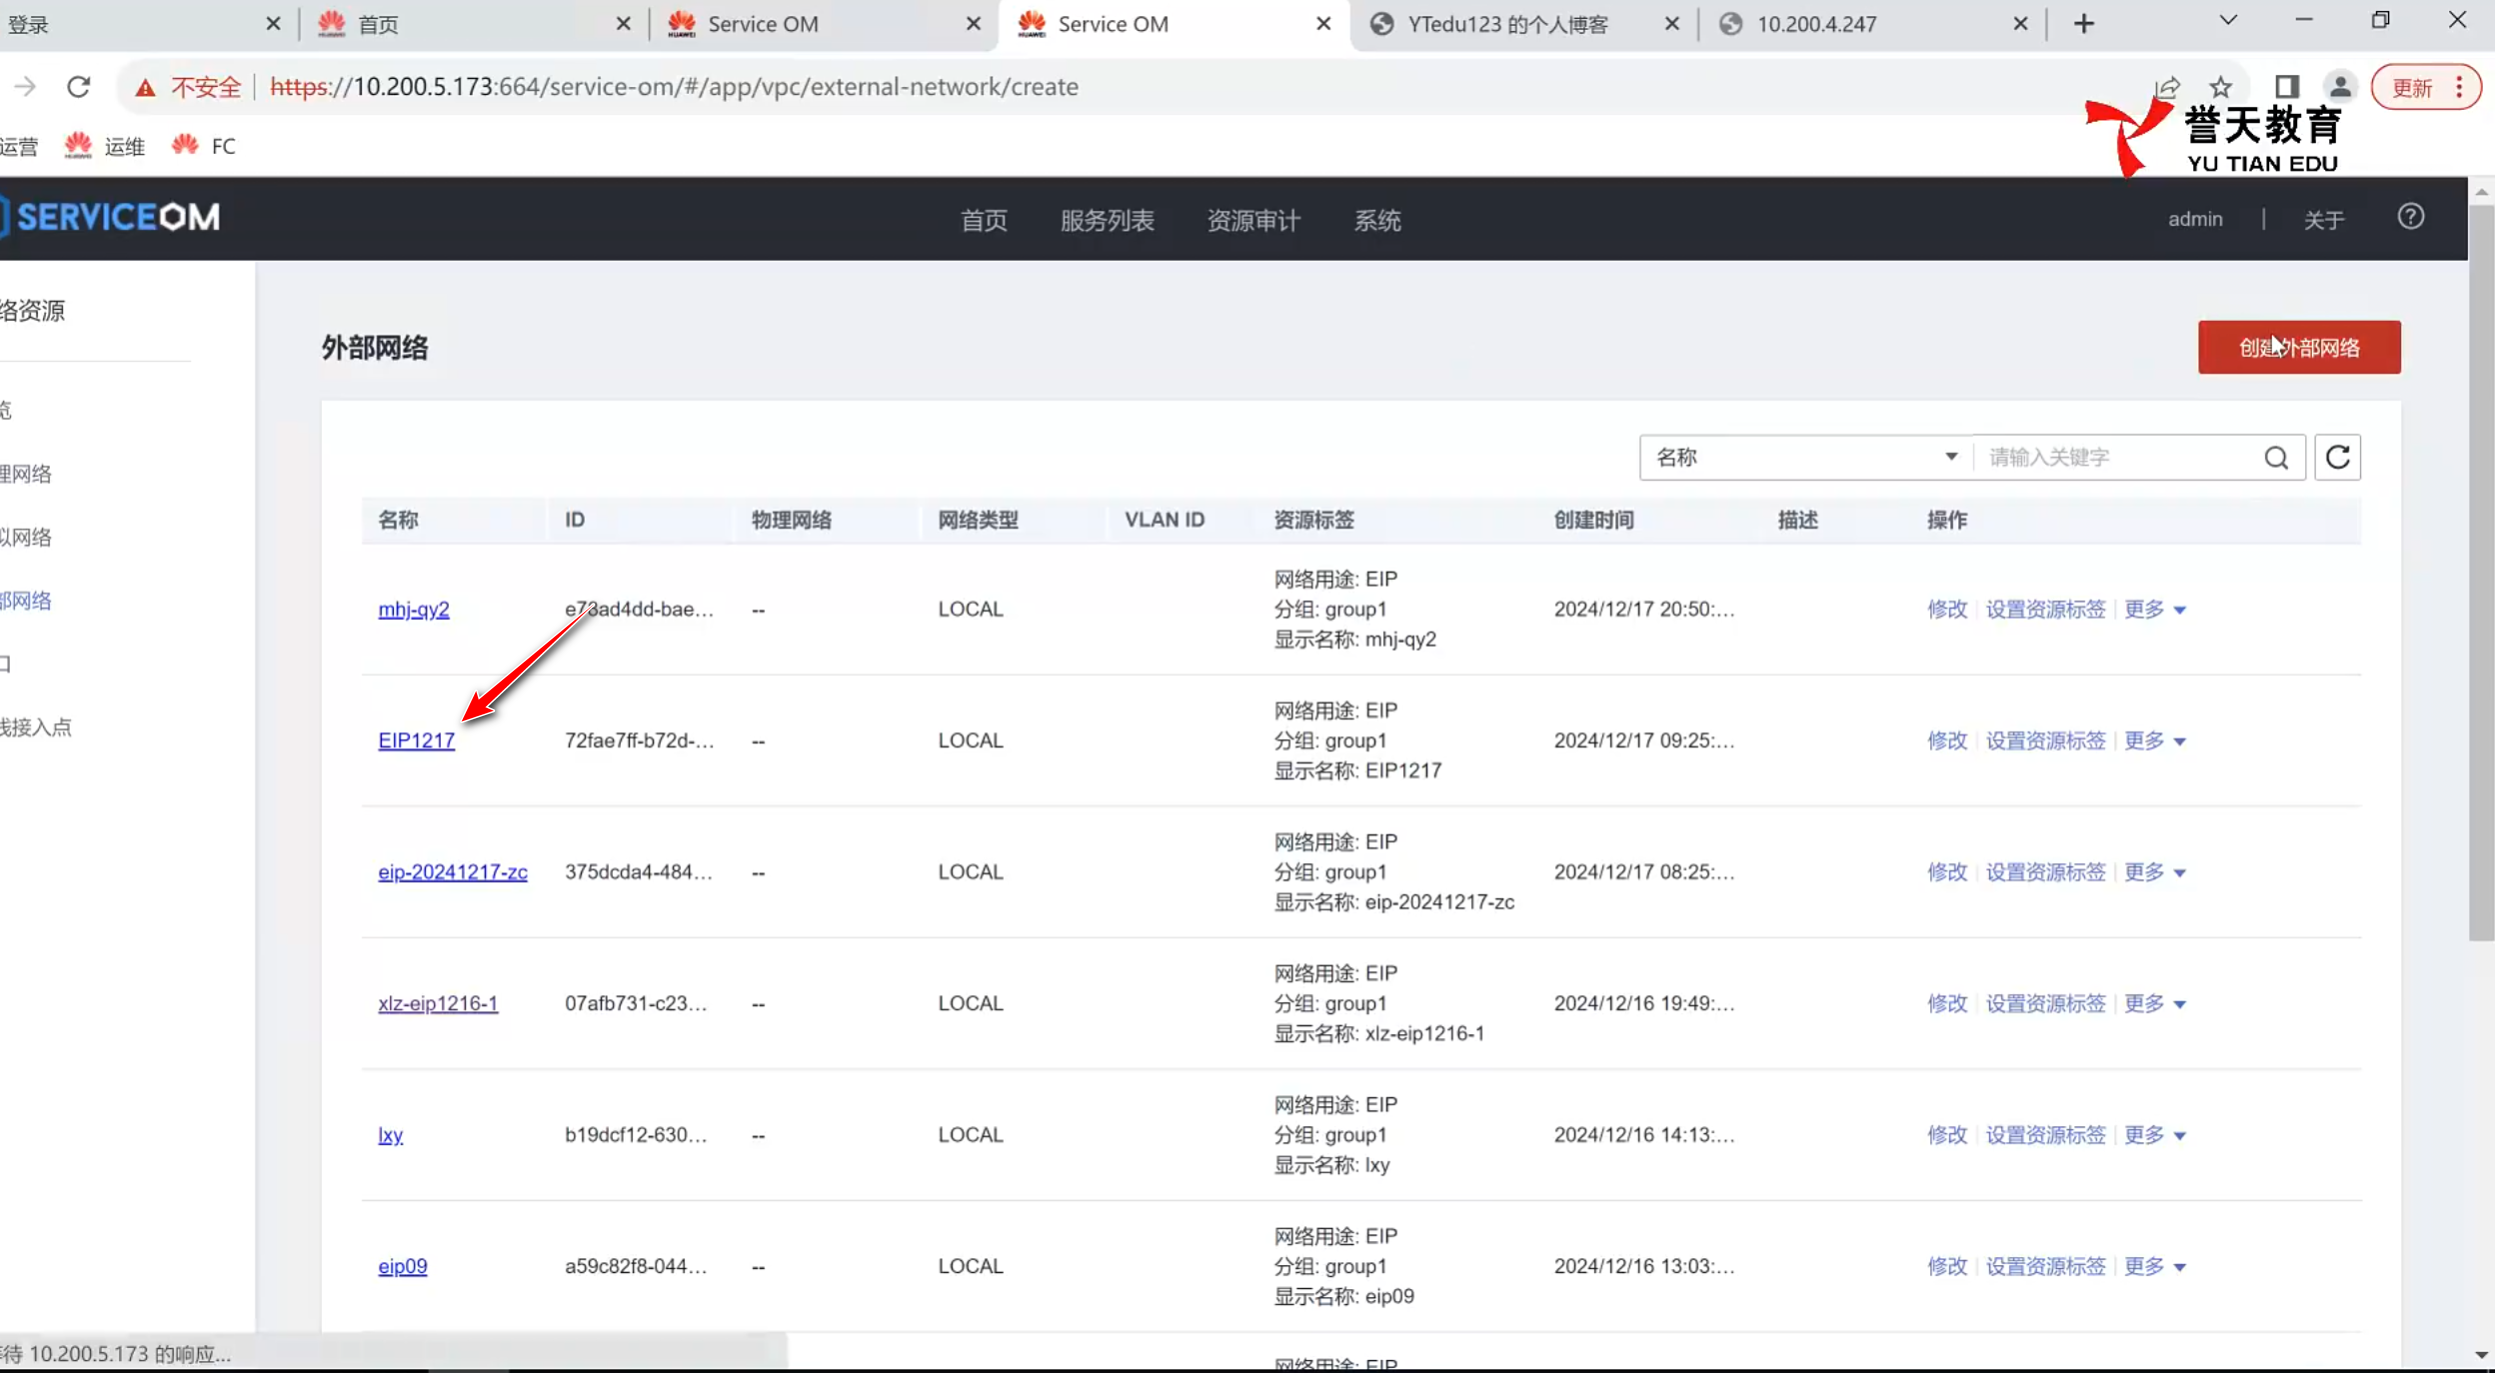 登录
首页
Service OM
Service OM
YTedu123 的个人博客
10.200.4.247
不安全 https://10.200.5.173:664/service-om/#/app/vpc/external-network/create
更新
运营 运维 FC
誉天教育
YU TIAN EDU
SERVICEOM
首页 服务列表 资源审计 系统
admin | 关于
络资源
览
理网络
拟网络
部网络
口
线接入点
外部网络
创建外部网络
名称 请输入关键字
名称 ID 物理网络 网络类型 VLAN ID 资源标签 创建时间 描述 操作
网络用途: EIP
mhj-qy2 e73ad4dd-bae... -- LOCAL 分组: group1 2024/12/17 20:50:... 修改 设置资源标签 更多
显示名称: mhj-qy2
网络用途: EIP
EIP1217 72fae7ff-b72d-... -- LOCAL 分组: group1 2024/12/17 09:25:... 修改 设置资源标签 更多
显示名称: EIP1217
网络用途: EIP
eip-20241217-zc 375dcda4-484... -- LOCAL 分组: group1 2024/12/17 08:25:... 修改 设置资源标签 更多
显示名称: eip-20241217-zc
网络用途: EIP
xlz-eip1216-1 07afb731-c23... -- LOCAL 分组: group1 2024/12/16 19:49:... 修改 设置资源标签 更多
显示名称: xlz-eip1216-1
网络用途: EIP
lxy b19dcf12-630... -- LOCAL 分组: group1 2024/12/16 14:13:... 修改 设置资源标签 更多
显示名称: lxy
网络用途: EIP
eip09 a59c82f8-044... -- LOCAL 分组: group1 2024/12/16 13:03:... 修改 设置资源标签 更多
显示名称: eip09
网络用途: EIP
等待 10.200.5.173 的响应...